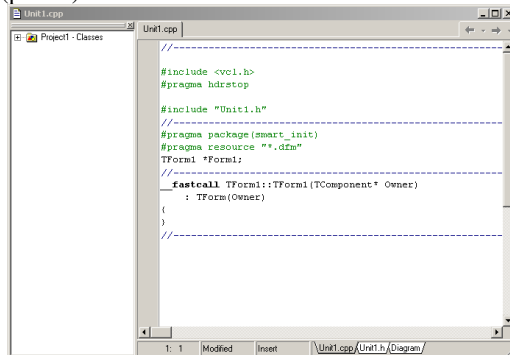 Unit1.cpp
Project1 - Classes
Unit1.cpp
//------------------------------------------------------------
#include <vcl.h>
#pragma hdrstop
#include "Unit1.h"
//------------------------------------------------------------
#pragma package(smart_init)
#pragma resource "*.dfm"
TForm1 *Form1;
//------------------------------------------------------------
__fastcall TForm1::TForm1(TComponent* Owner)
: TForm(Owner)
{
}
//------------------------------------------------------------
1: 1 Modified Insert Unit1.cpp Unit1.h Diagram